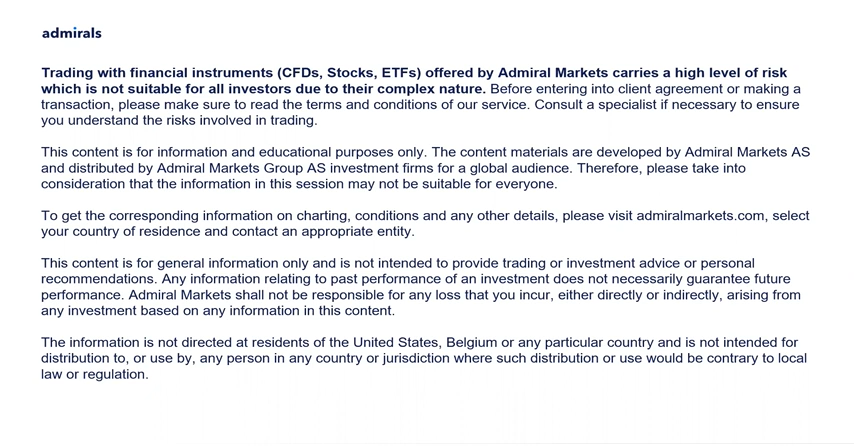 admirals
Trading with financial instruments (CFDs, Stocks, ETFs) offered by Admiral Markets carries a high level of risk
which is not suitable for all investors due to their complex nature. Before entering into client agreement or making a
transaction, please make sure to read the terms and conditions of our service. Consult a specialist if necessary to ensure
you understand the risks involved in trading.
This content is for information and educational purposes only. The content materials are developed by Admiral Markets AS
and distributed by Admiral Markets Group AS investment firms for a global audience. Therefore, please take into
consideration that the information in this session may not be suitable for everyone.
To get the corresponding information on charting, conditions and any other details, please visit admiralmarkets.com, select
your country of residence and contact an appropriate entity.
This content is for general information only and is not intended to provide trading or investment advice or personal
recommendations. Any information relating to past performance of an investment does not necessarily guarantee future
performance. Admiral Markets shall not be responsible for any loss that you incur, either directly or indirectly, arising from
any investment based on any information in this content.
The information is not directed at residents of the United States, Belgium or any particular country and is not intended for
distribution to, or use by, any person in any country or jurisdiction where such distribution or use would be contrary to local
law or regulation.